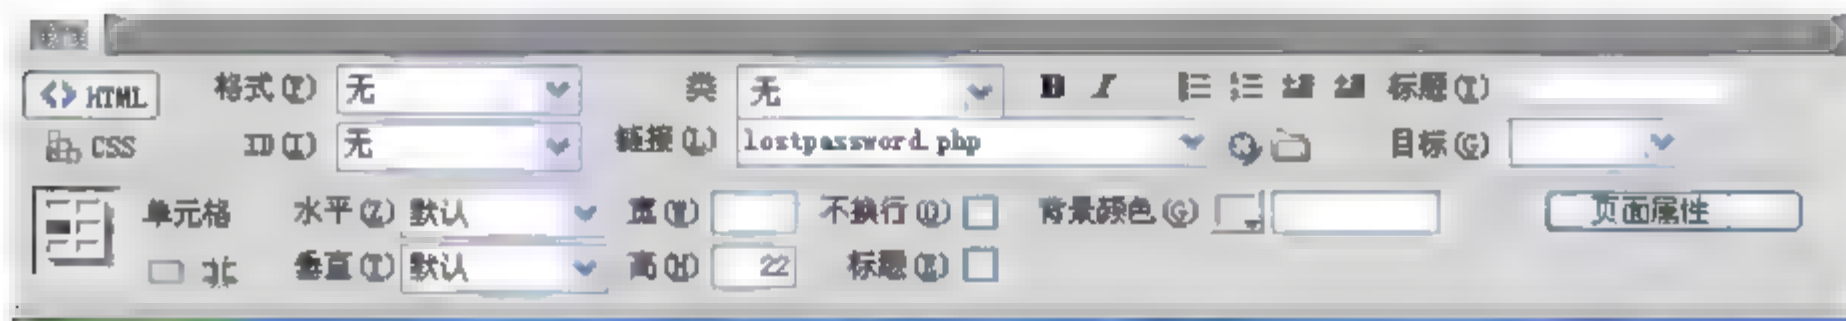 属性
<> HTML 格式(F) 无 类 无 B I 标题(T)
CSS ID(I) 无 链接(L) lostpassword.php 目标(G)
单元格 水平(Z) 默认 宽(W) 不换行(O) 背景颜色(G) 页面属性
垂直(T) 默认 高(H) 22 标题(E)